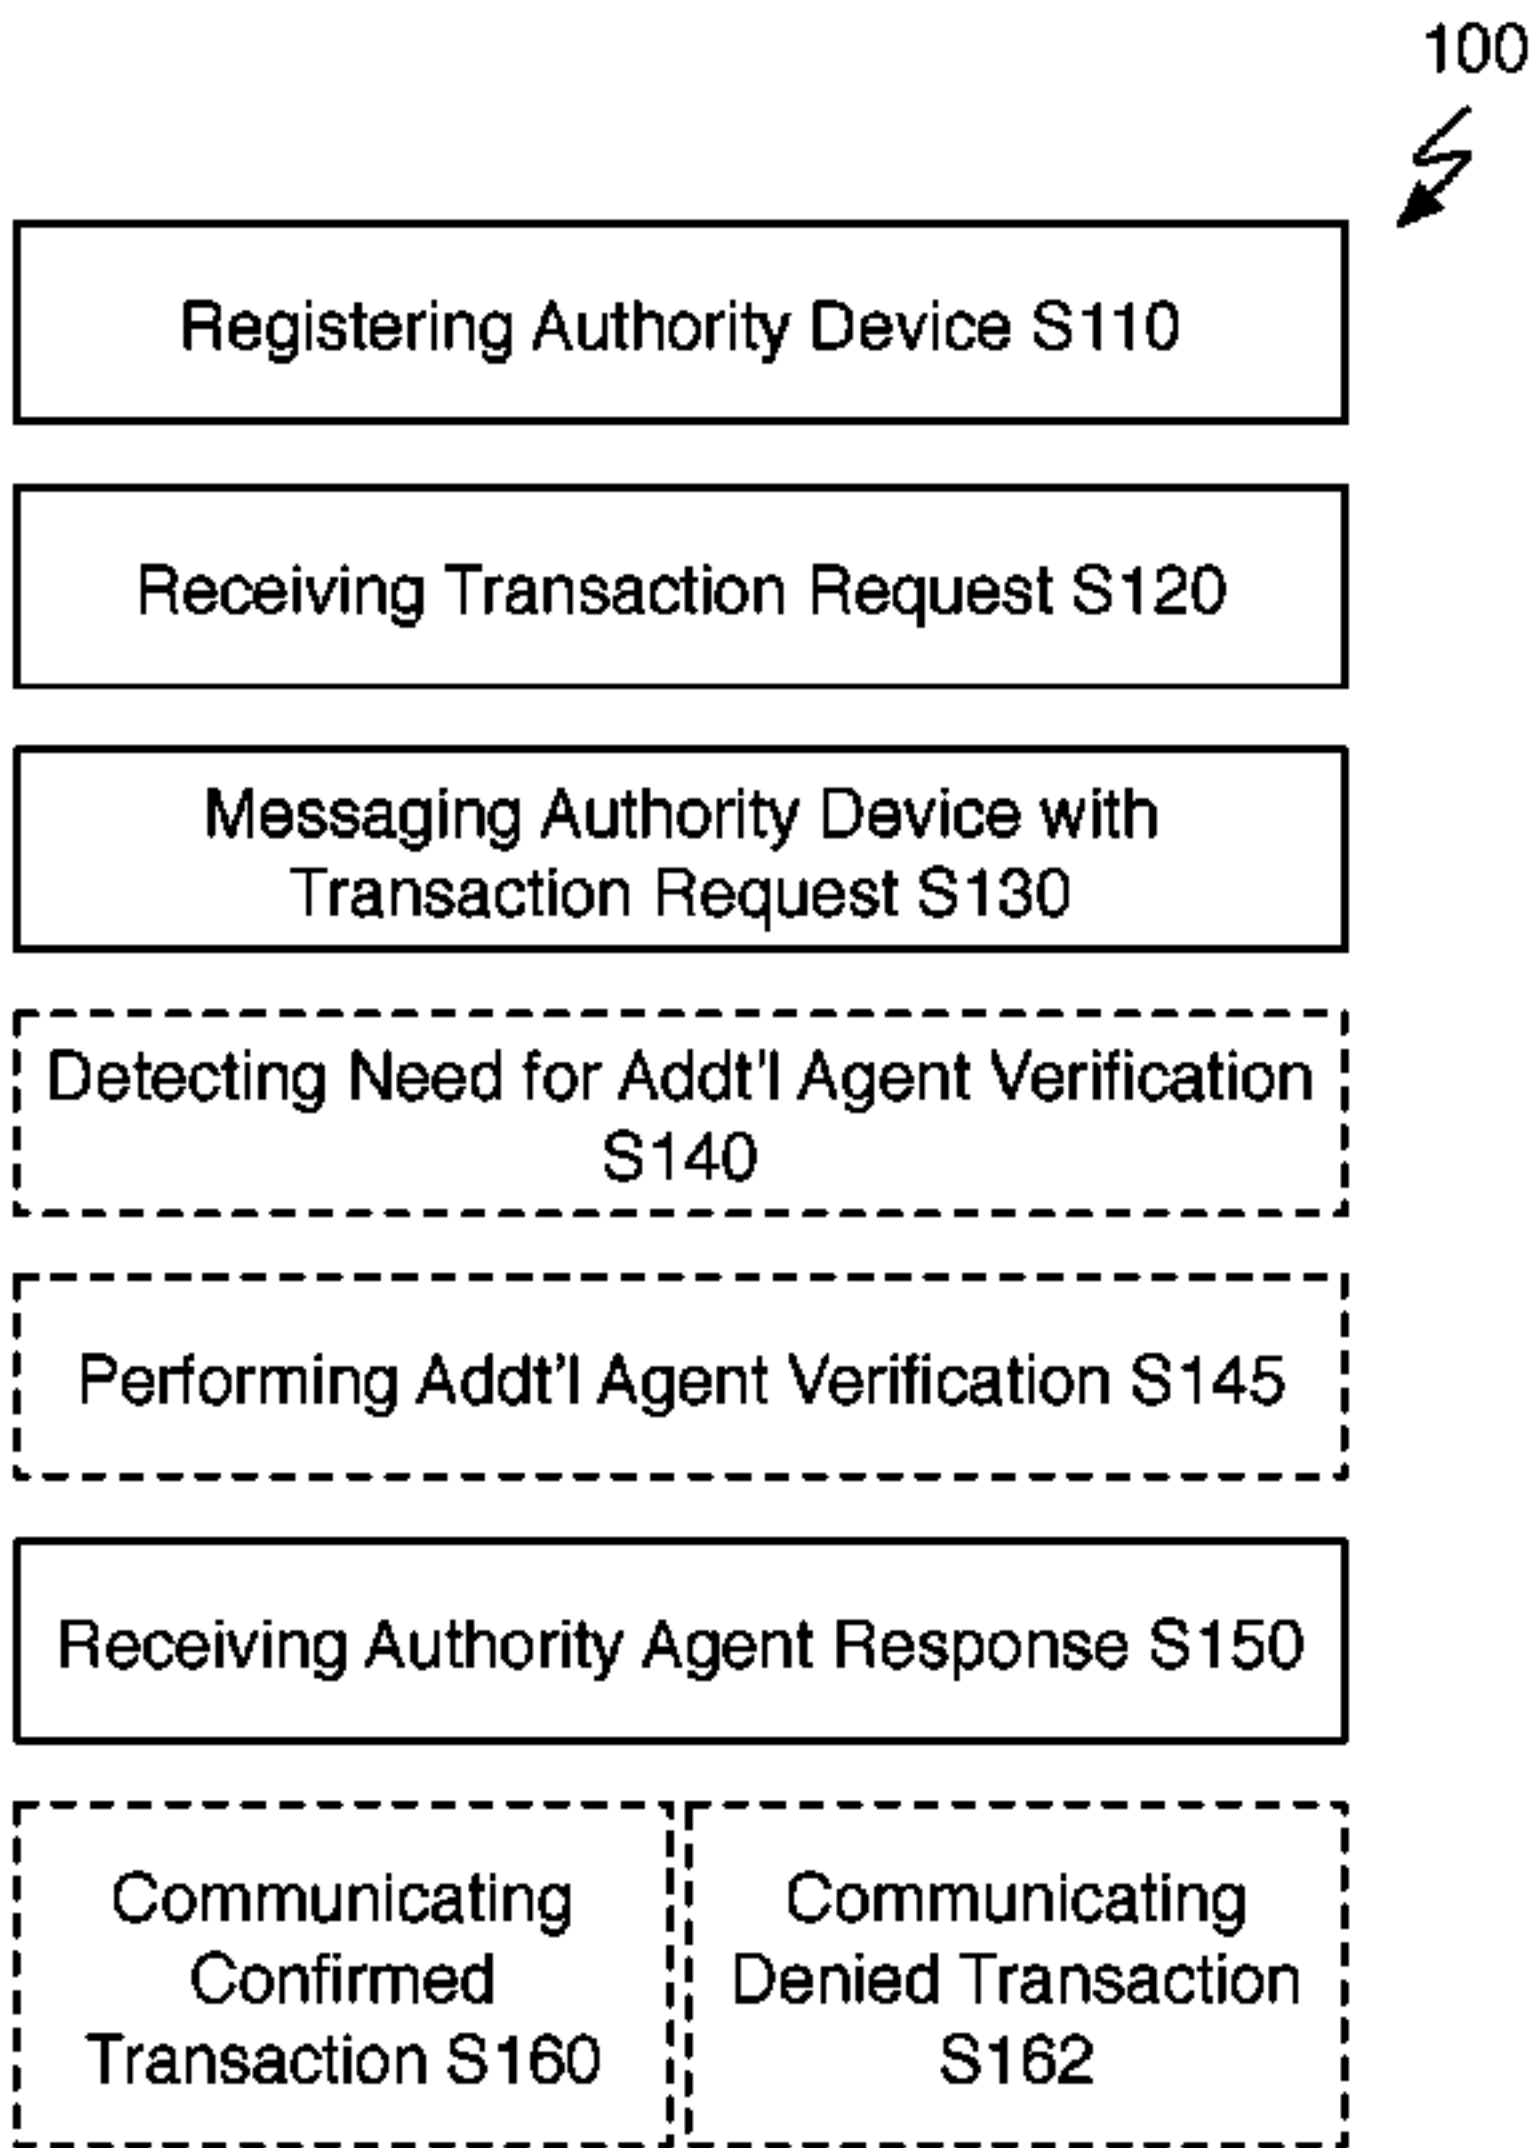 100
Registering Authority Device S110
Receiving Transaction Request S120
Messaging Authority Device with
Transaction Request S130
Detecting Need for Addt'l Agent Verification
S140
Performing Addt'l Agent Verification S145
Receiving Authority Agent Response S150
Communicating
Confirmed
Transaction S160
Communicating
Denied Transaction
S162